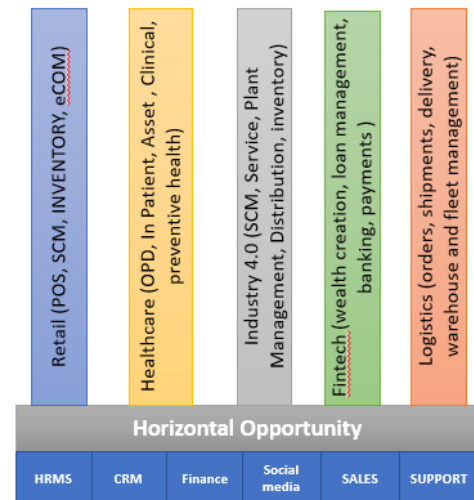 Retail (POS, SCM, INVENTORY, eCOM)
Healthcare (OPD, In Patient, Asset , Clinical,
preventive health)
Industry 4.0 (SCM, Service, Plant
Management, Distribution, inventory)
Fintech (wealth creation, loan management,
banking, payments )
Logistics (orders, shipments, delivery,
warehouse and fleet management)
Horizontal Opportunity
HRMS
CRM
Finance
Social
media
SALES
SUPPORT